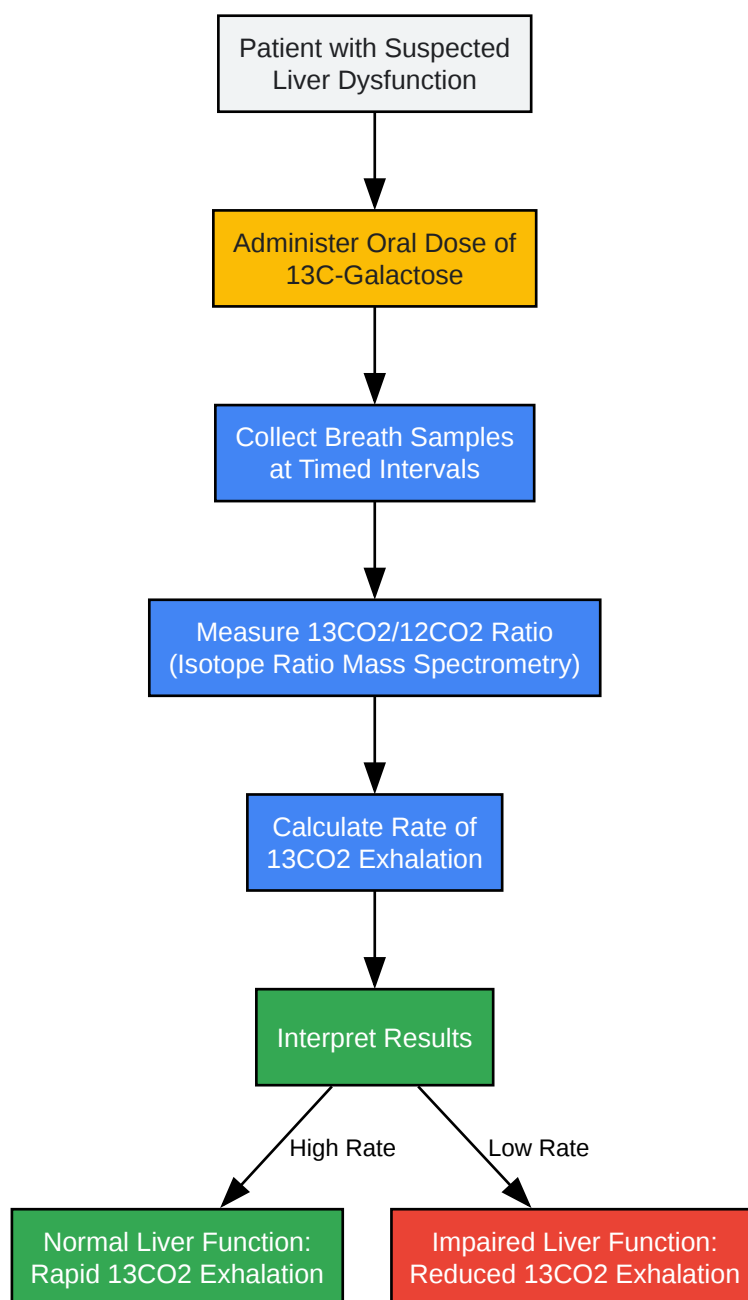 Patient with Suspected
Liver Dysfunction
Administer Oral Dose of
13C-Galactose
Collect Breath Samples
at Timed Intervals
Measure 13CO2/12CO2 Ratio
(Isotope Ratio Mass Spectrometry)
Calculate Rate of
13CO2 Exhalation
Interpret Results
High Rate
Low Rate
Normal Liver Function:
Rapid 13CO2 Exhalation
Impaired Liver Function:
Reduced 13CO2 Exhalation